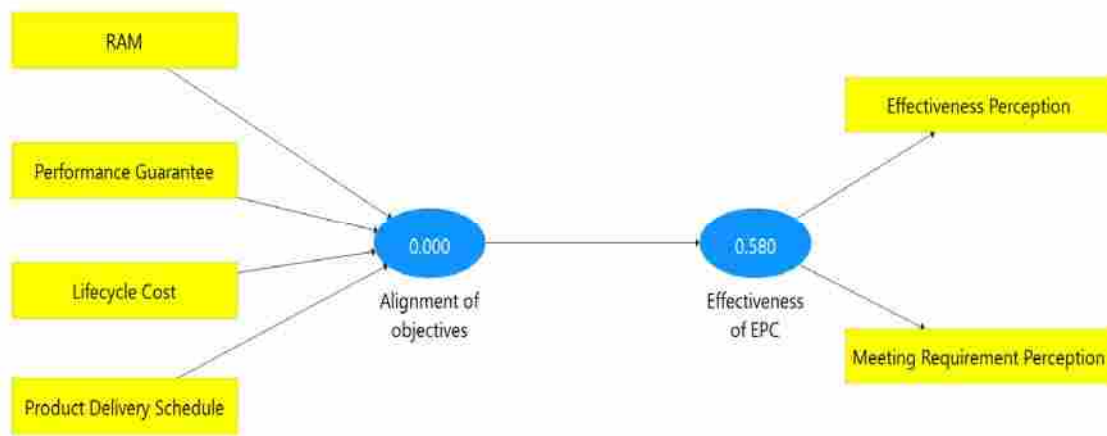 RAM
Performance Guarantee
Lifecycle Cost
Product Delivery Schedule
0.000
Alignment of
objectives
0.580
Effectiveness
of EPC
Effectiveness Perception
Meeting Requirement Perception